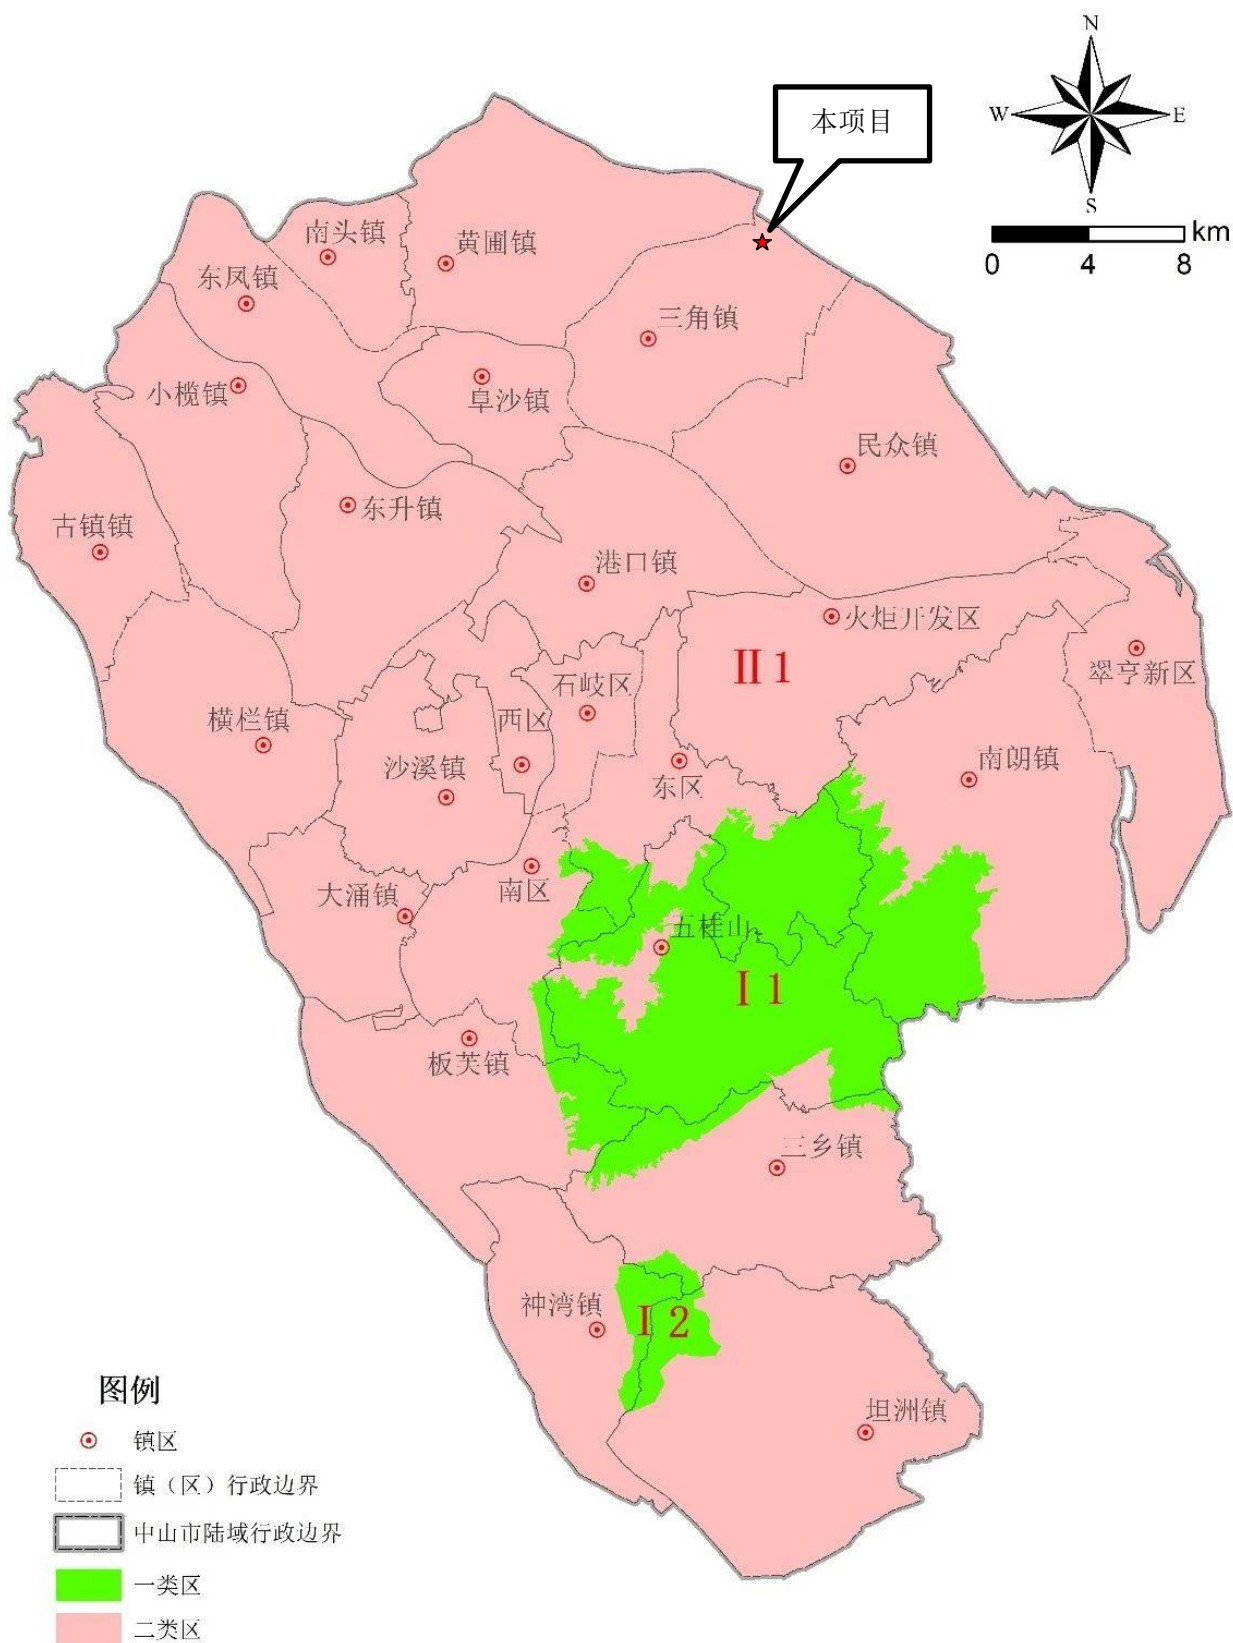 N
本项目
W
E
S
km
0 4 8
南头镇
黄圃镇
东凤镇
三角镇
小榄镇
阜沙镇
民众镇
东升镇
古镇镇
港口镇
火炬开发区
II 1
翠亨新区
石岐区
横栏镇
西区
沙溪镇
东区
南朗镇
南区
大涌镇
五桂山
I 1
板芙镇
三乡镇
神湾镇
I 2
坦洲镇
图例
镇区
镇（区）行政边界
中山市陆域行政边界
一类区
二类区